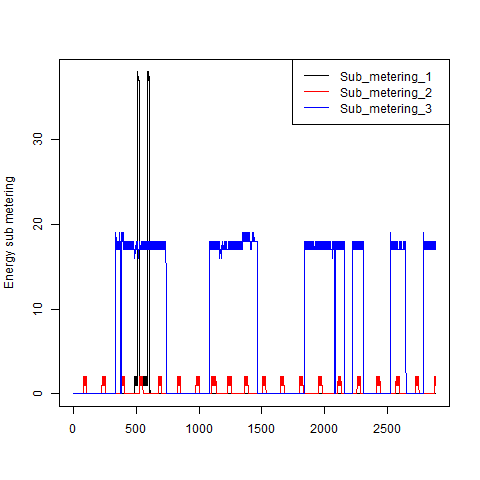 Sub_metering_1
Sub_metering_2
Sub_metering_3
Energy sub metering
30
20
10
0
0 500 1000 1500 2000 2500